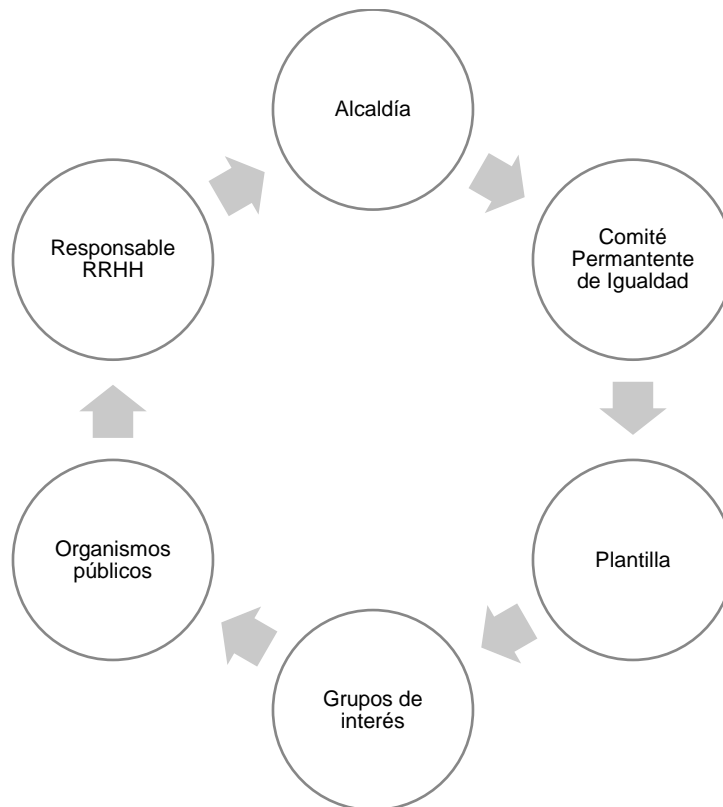 Alcaldía
Comité
Permantente
de Igualdad
Plantilla
Grupos de
interés
Organismos
públicos
Responsable
RRHH